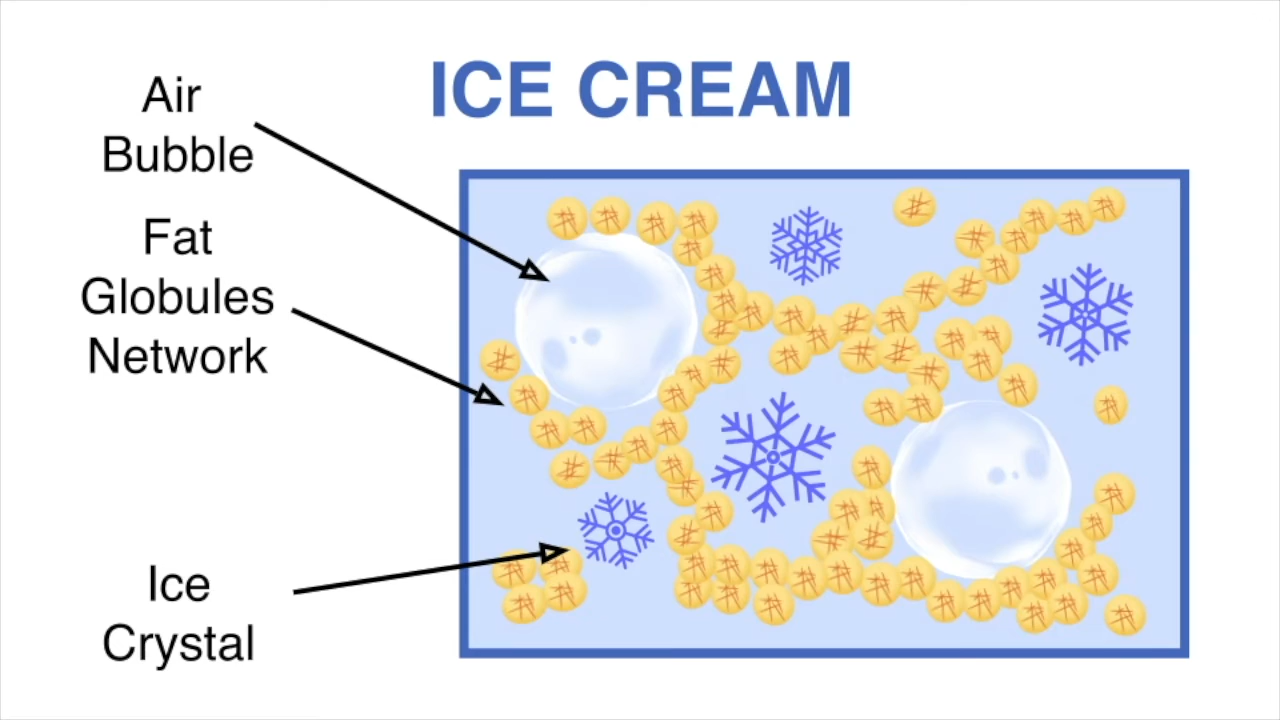 ICE CREAM
Air
Bubble
Fat
Globules
Network
Ice
Crystal